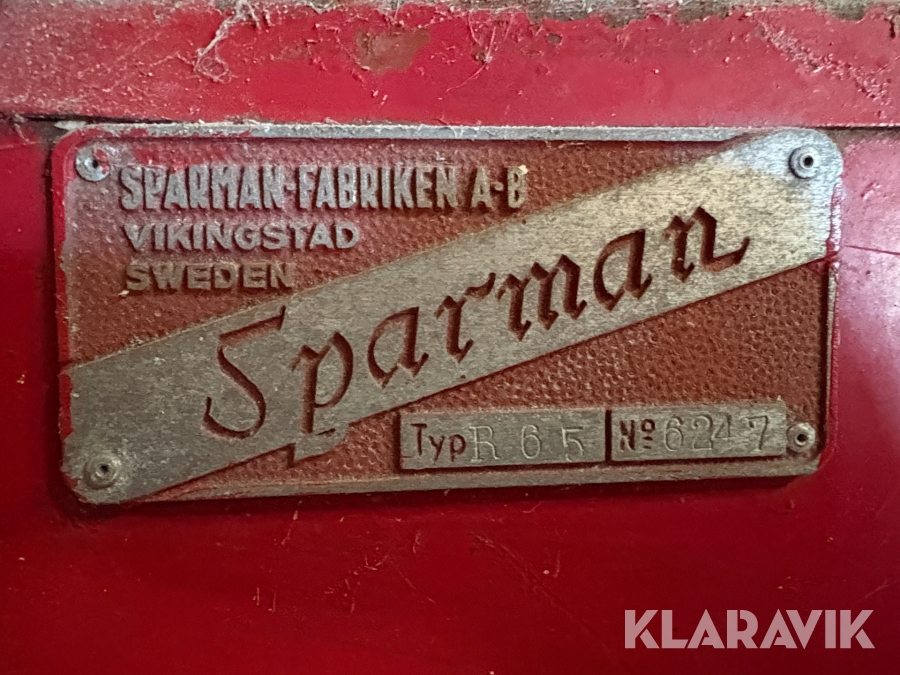 SPARMAN-FABRIKEN A-B
VIKINGSTAD
SWEDEN
Sparman
Typ R 65 Nº 6247
KLARAVIK